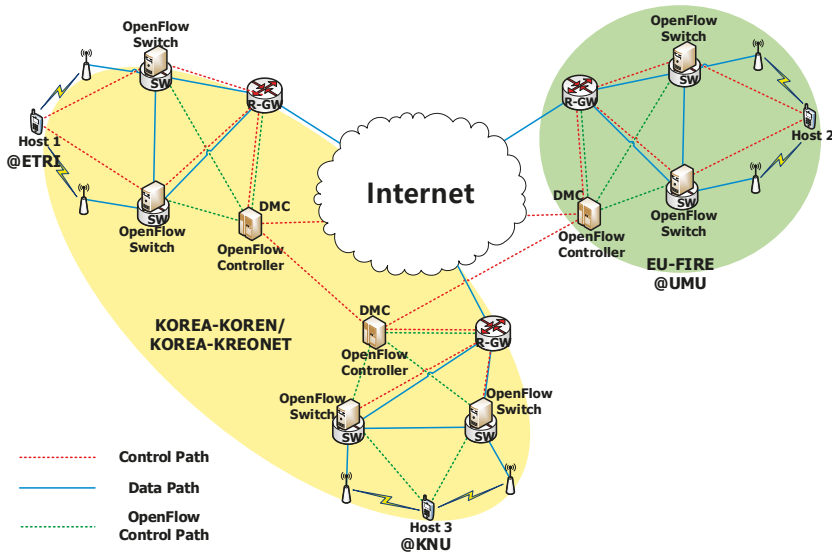 OpenFlow
Switch
SW
R-GW
Host 1
@ETRI
SW
OpenFlow
Switch
DMC
OpenFlow
Controller
Internet
OpenFlow
Switch
SW
R-GW
Host 2
SW
OpenFlow
Switch
DMC
OpenFlow
Controller
EU-FIRE
@UMU
KOREA-KOREN/
KOREA-KREONET
DMC
OpenFlow
Controller
R-GW
OpenFlow
Switch
SW
OpenFlow
Switch
SW
Host 3
@KNU
Control Path
Data Path
OpenFlow
Control Path